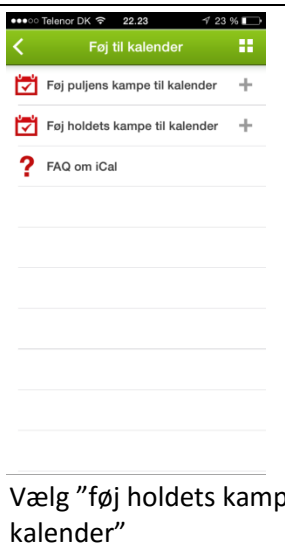 Telenor DK 22.23 23 %
Føj til kalender
Føj puljens kampe til kalender
Føj holdets kampe til kalender
? FAQ om iCal
Vælg ”føj holdets kamp
kalender”